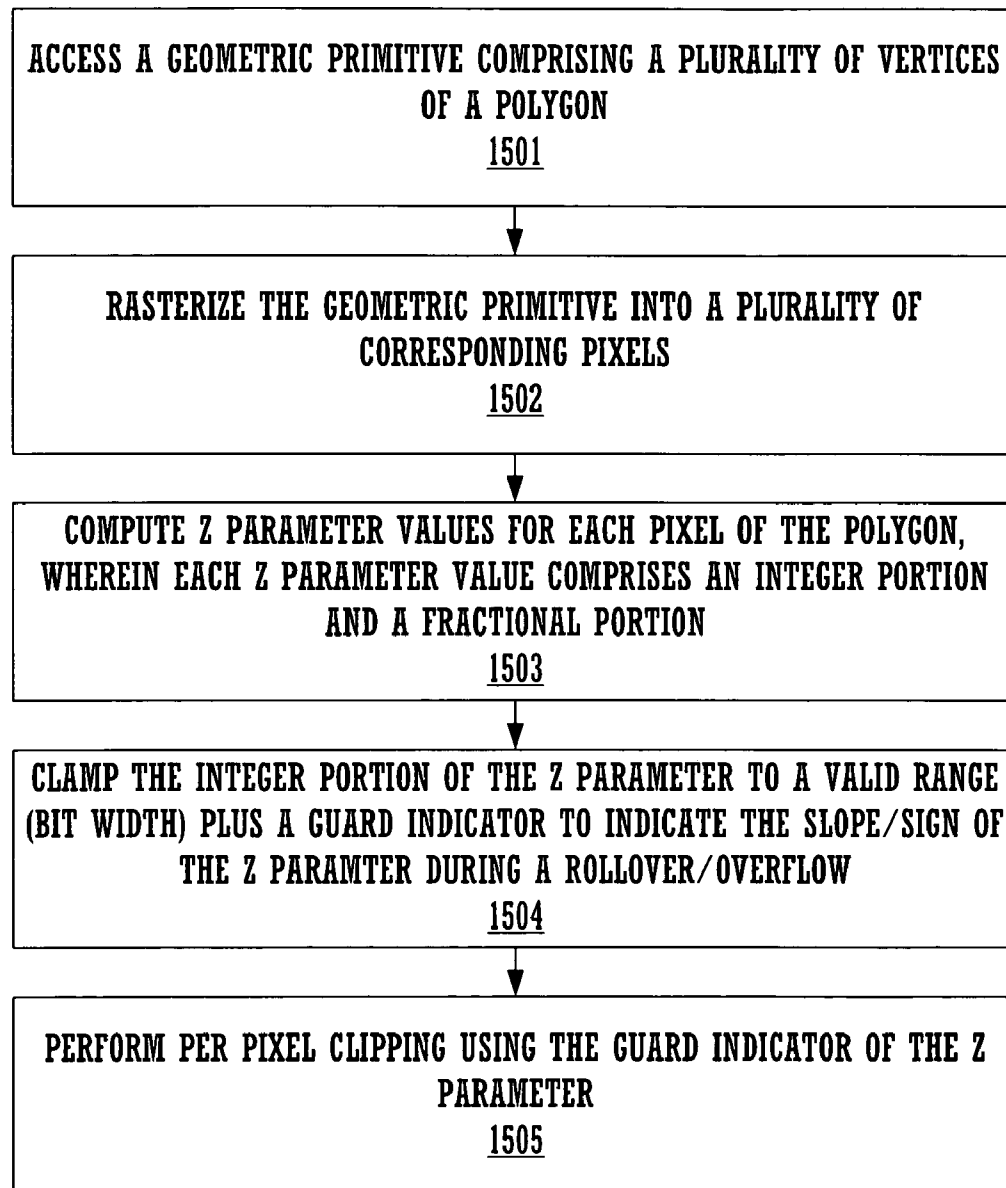 ACCESS A GEOMETRIC PRIMITIVE COMPRISING A PLURALITY OF VERTICES
OF A POLYGON
1501
RASTERIZE THE GEOMETRIC PRIMITIVE INTO A PLURALITY OF
CORRESPONDING PIXELS
1502
COMPUTE Z PARAMETER VALUES FOR EACH PIXEL OF THE POLYGON,
WHEREIN EACH Z PARAMETER VALUE COMPRISES AN INTEGER PORTION
AND A FRACTIONAL PORTION
1503
CLAMP THE INTEGER PORTION OF THE Z PARAMETER TO A VALID RANGE
(BIT WIDTH) PLUS A GUARD INDICATOR TO INDICATE THE SLOPE/SIGN OF
THE Z PARAMTER DURING A ROLLOVER/OVERFLOW
1504
PERFORM PER PIXEL CLIPPING USING THE GUARD INDICATOR OF THE Z
PARAMETER
1505